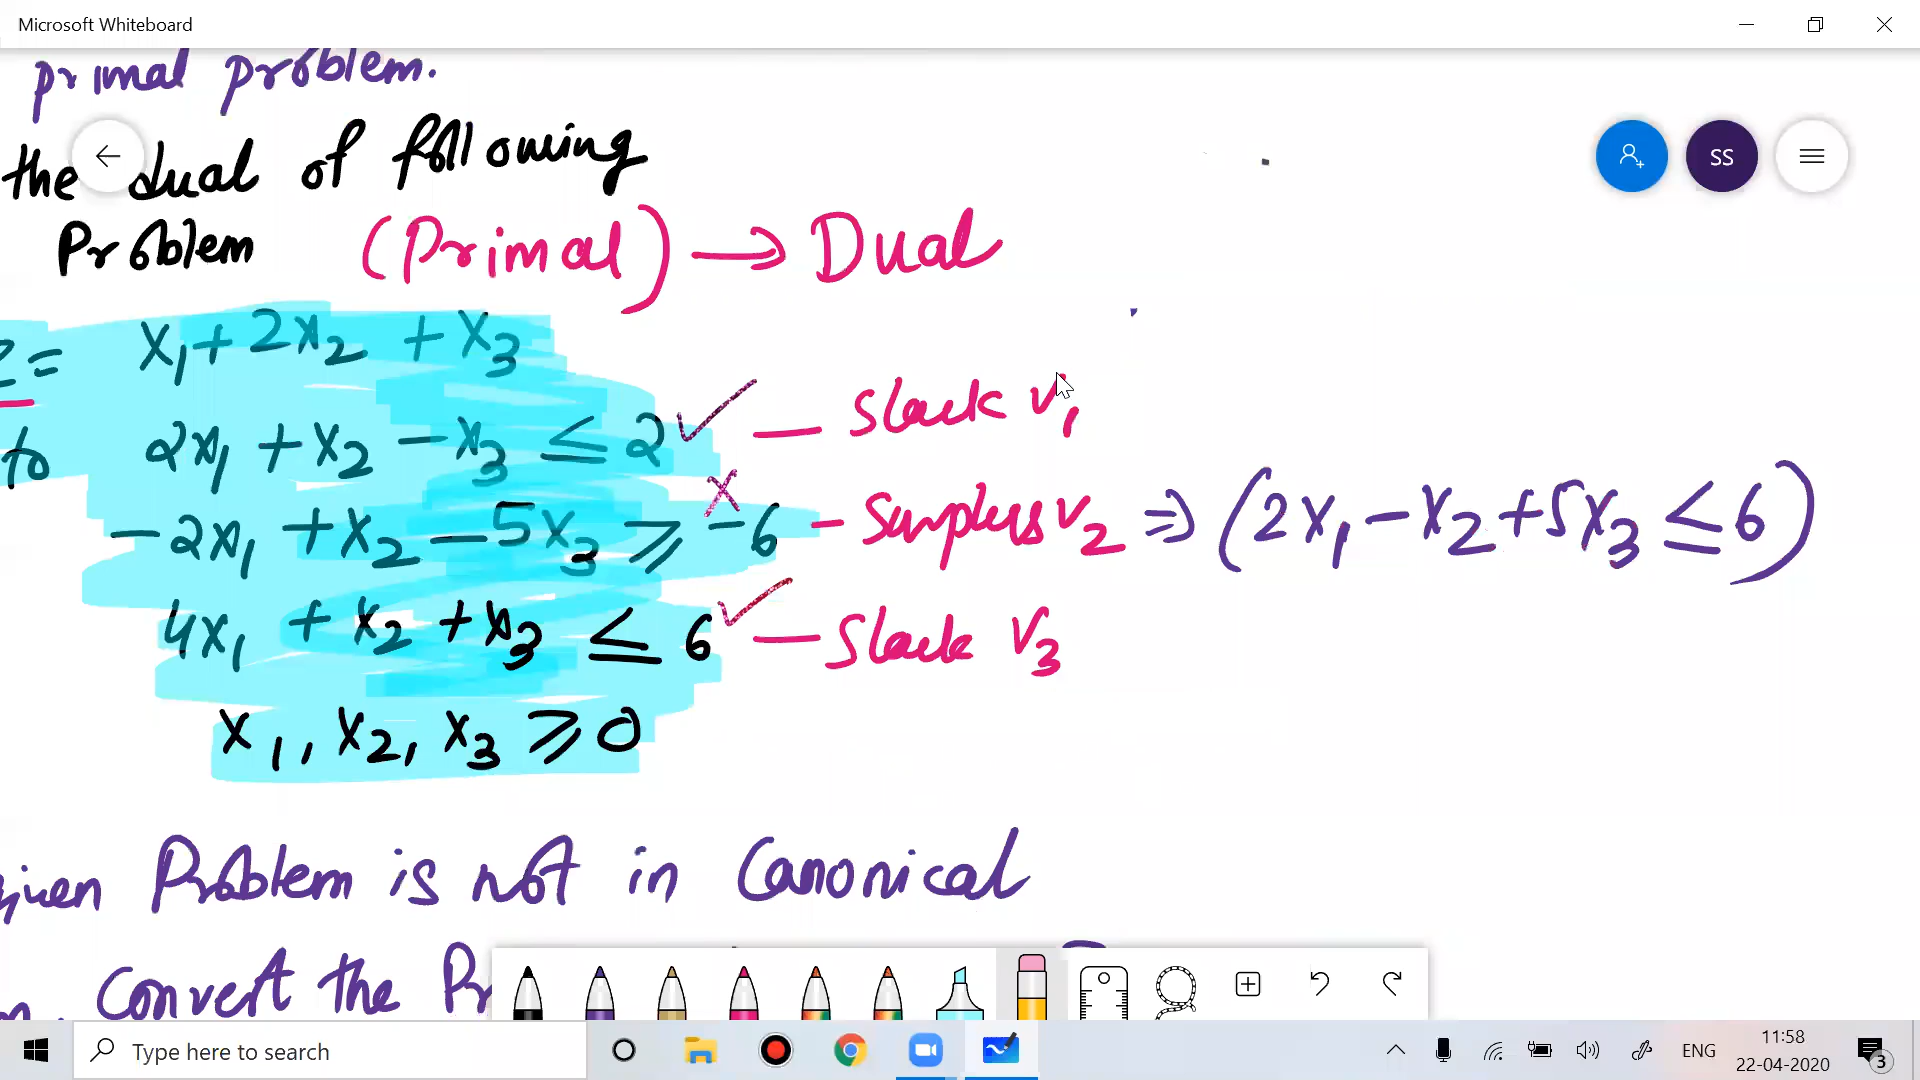 Microsoft Whiteboard
primal problem.
the dual of following
Problem (Primal) → Dual
SS
Z = x₁ + 2x₂ + x₃
to 2x₁ + x₂ - x₃ ≤ 2 ✓ — Slack v₁
-2x₁ + x₂ - 5x₃ ≥ -6 x - Surpluss v₂ ⇒ (2x₁ - x₂ + 5x₃ ≤ 6)
4x₁ + x₂ + x₃ ≤ 6 ✓ — Slack v₃
x₁, x₂, x₃ ≥ 0
given Problem is not in Canonical
Convert the Pr
Type here to search
ENG
11:58
22-04-2020
3